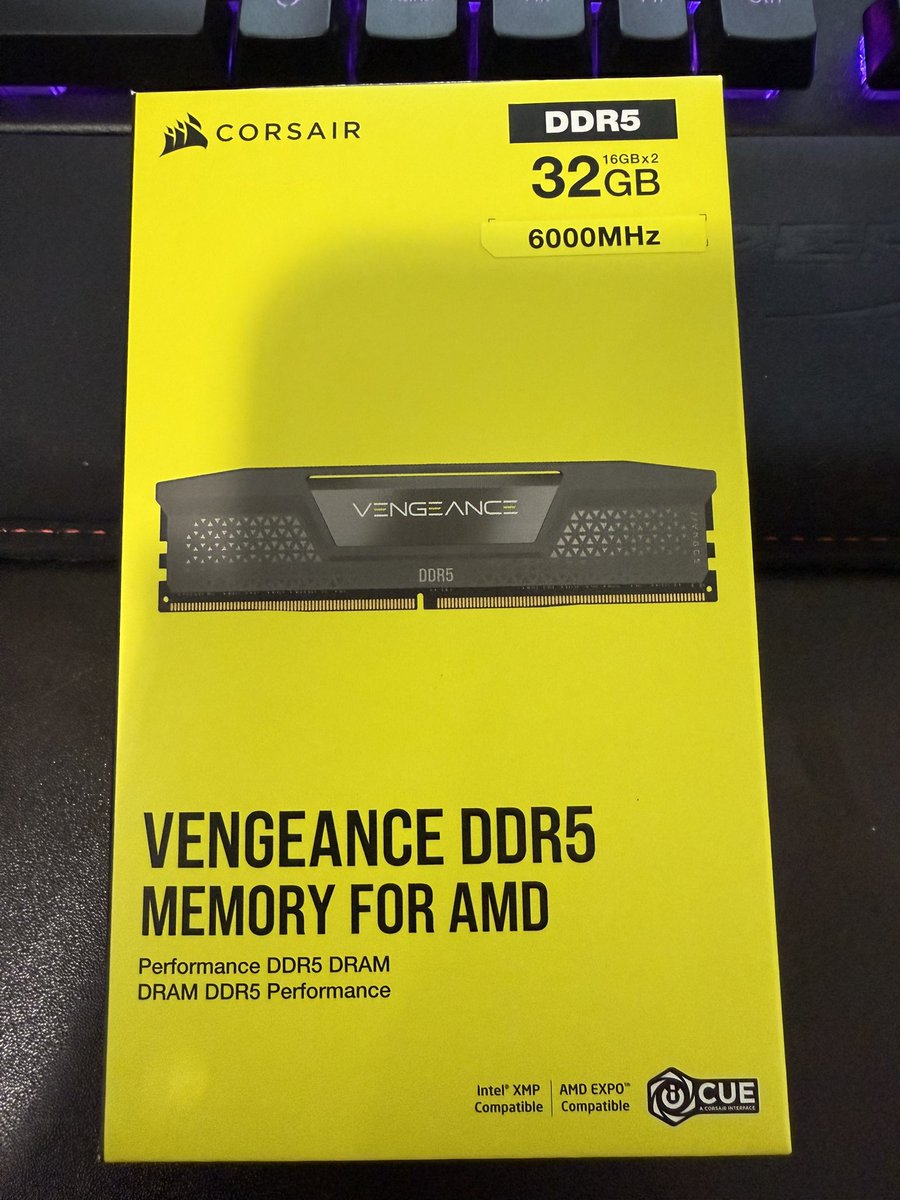 CORSAIR
DDR5
16GBx2
32GB
6000MHz
VENGEANCE
DDR5
VENGEANCE DDR5
MEMORY FOR AMD
Performance DDR5 DRAM
DRAM DDR5 Performance
Intel® XMP
Compatible
AMD EXPO™
Compatible
iCUE
A CORSAIR INTERFACE